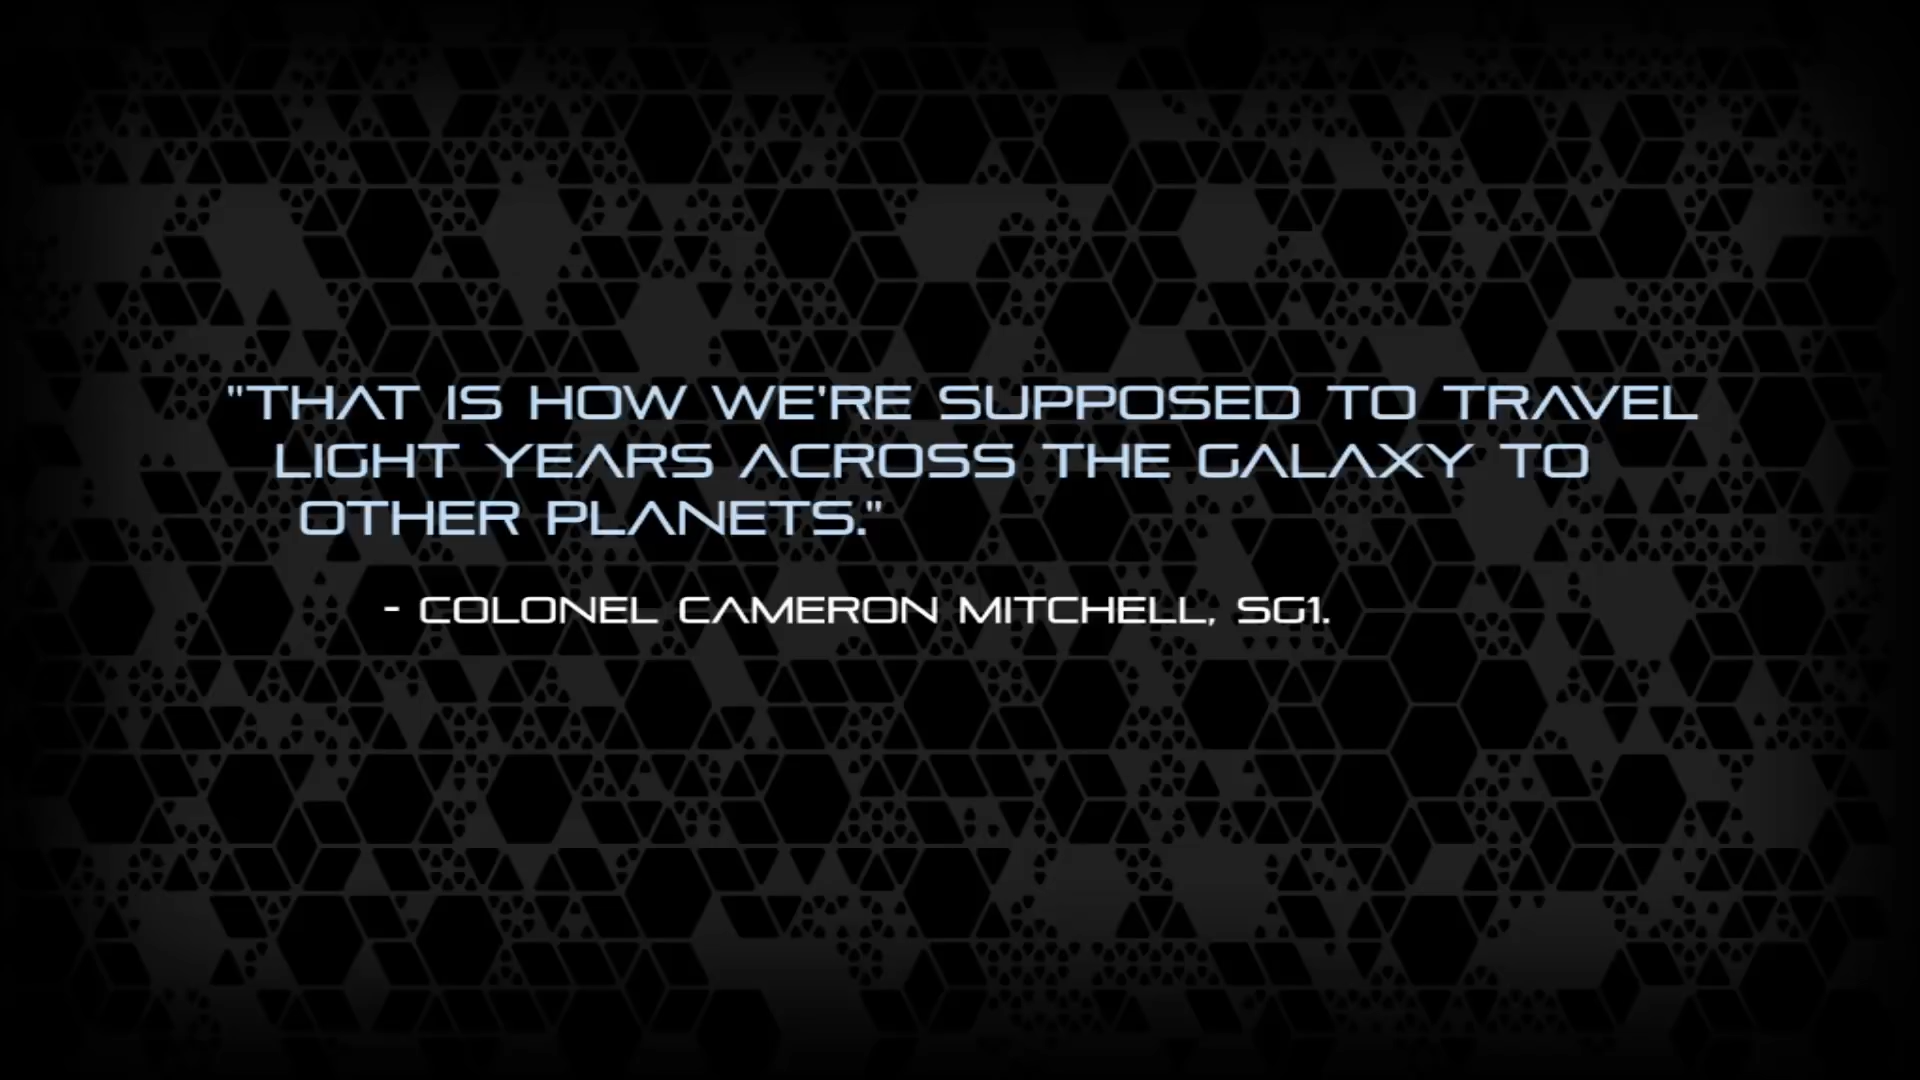 "THAT IS HOW WE'RE SUPPOSED TO TRAVEL
LIGHT YEARS ACROSS THE GALAXY TO
OTHER PLANETS."
- COLONEL CAMERON MITCHELL, SG1.